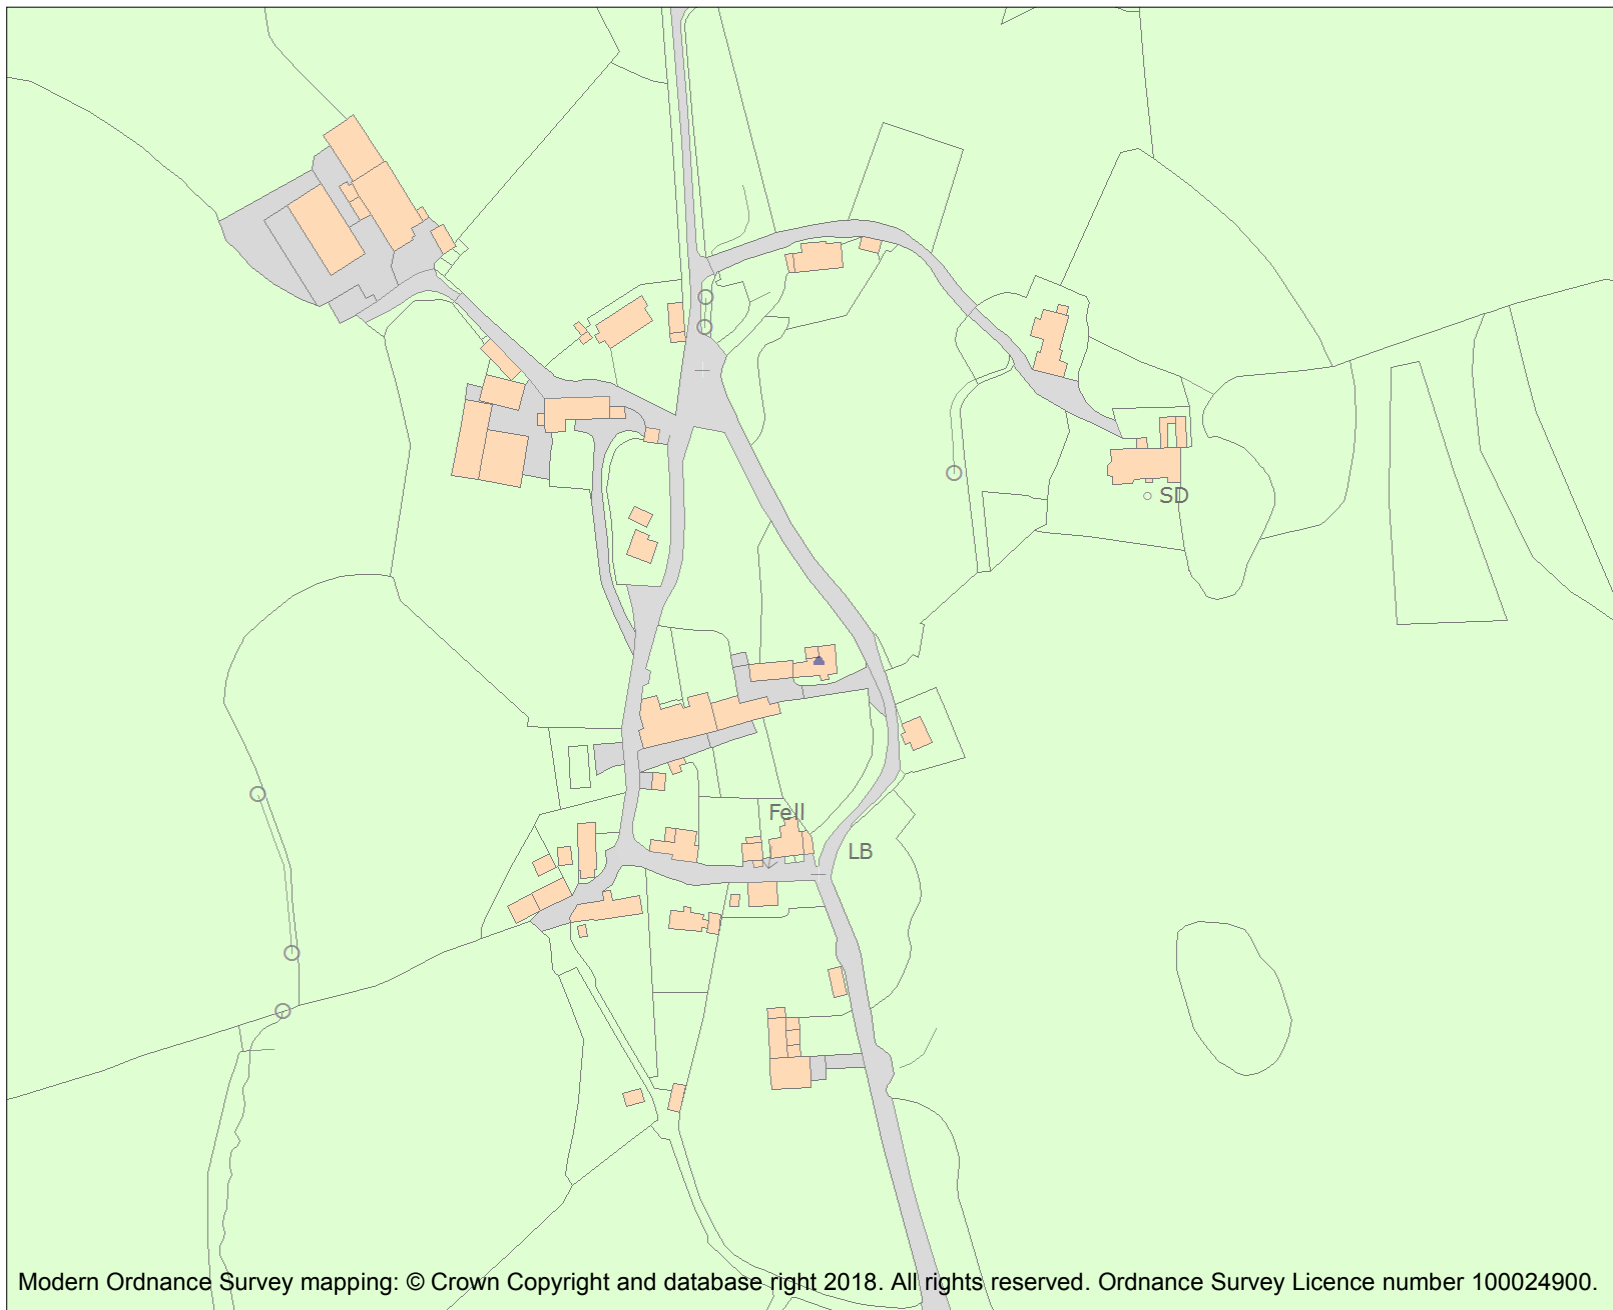 SD
Fell
LB
Modern Ordnance Survey mapping: © Crown Copyright and database right 2018. All rights reserved. Ordnance Survey Licence number 100024900.